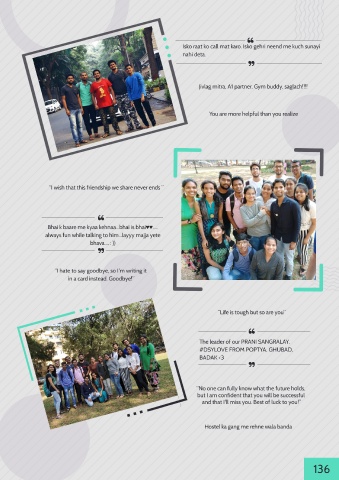 Isko raat ko call mat karo. Isko gehri neend me kuch sunayi
nahi deta.
Jivlag mitra, A1 partner, Gym buddy, saglach!!!!
You are more helpful than you realize
"I wish that this friendship we share never ends."
Bhai k baare me kyaa kehnaa...bhai is bhai♥♥....
always fun while talking to him...layyy majja yete
bhava.... : ))
"I hate to say goodbye, so I'm writing it
in a card instead: Goodbye!"
"Life is tough but so are you"
The leader of our PRANI SANGRALAY.
#DSYLOVE FROM POPTYA, GHUBAD,
BADAK <3
"No one can fully know what the future holds,
but I am confident that you will be successful
and that I'll miss you. Best of luck to you!"
Hostel ka gang me rehne wala banda
136